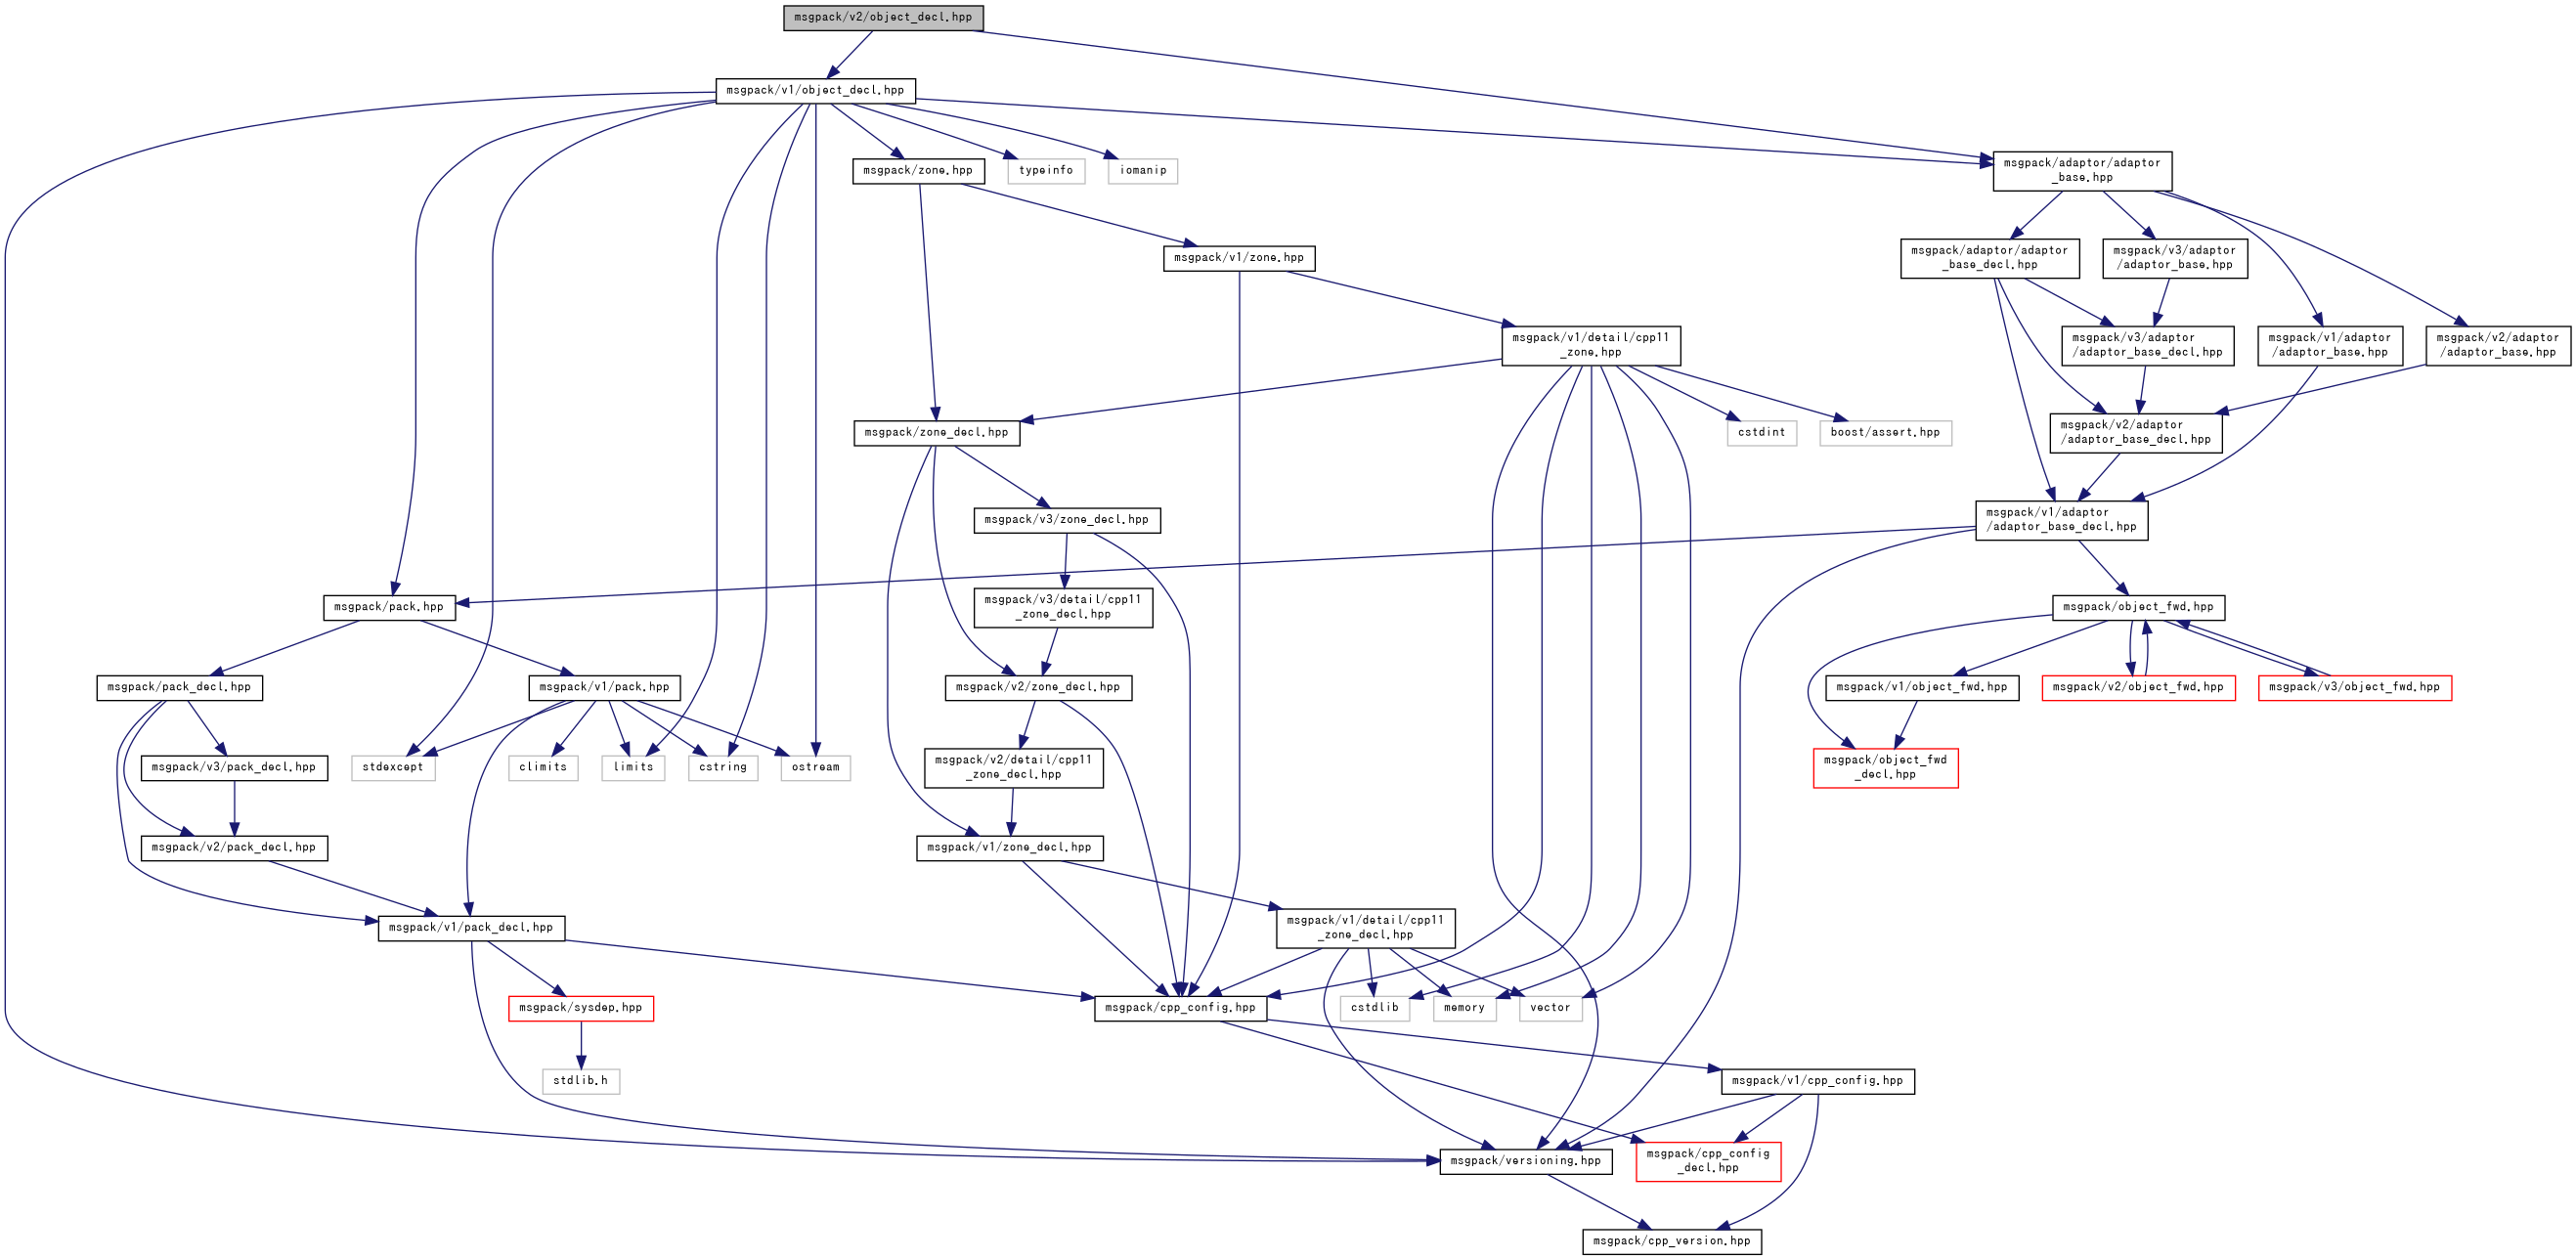 msgpack/v2/object_decl.hpp
msgpack/v1/object_decl.hpp
msgpack/zone.hpp
typeinfo
iomanip
msgpack/adaptor/adaptor
_base.hpp
msgpack/v1/zone.hpp
msgpack/adaptor/adaptor
_base_decl.hpp
msgpack/v3/adaptor
/adaptor_base.hpp
msgpack/v1/detail/cpp11
_zone.hpp
msgpack/v3/adaptor
/adaptor_base_decl.hpp
msgpack/v1/adaptor
/adaptor_base.hpp
msgpack/v2/adaptor
/adaptor_base.hpp
msgpack/zone_decl.hpp
cstdint
boost/assert.hpp
msgpack/v2/adaptor
/adaptor_base_decl.hpp
msgpack/v3/zone_decl.hpp
msgpack/v1/adaptor
/adaptor_base_decl.hpp
msgpack/pack.hpp
msgpack/v3/detail/cpp11
_zone_decl.hpp
msgpack/object_fwd.hpp
msgpack/pack_decl.hpp
msgpack/v1/pack.hpp
msgpack/v2/zone_decl.hpp
msgpack/v1/object_fwd.hpp
msgpack/v2/object_fwd.hpp
msgpack/v3/object_fwd.hpp
msgpack/v3/pack_decl.hpp
stdexcept
climits
limits
cstring
ostream
msgpack/v2/detail/cpp11
_zone_decl.hpp
msgpack/object_fwd
_decl.hpp
msgpack/v2/pack_decl.hpp
msgpack/v1/zone_decl.hpp
msgpack/v1/pack_decl.hpp
msgpack/v1/detail/cpp11
_zone_decl.hpp
msgpack/sysdep.hpp
msgpack/cpp_config.hpp
cstdlib
memory
vector
stdlib.h
msgpack/v1/cpp_config.hpp
msgpack/versioning.hpp
msgpack/cpp_config
_decl.hpp
msgpack/cpp_version.hpp